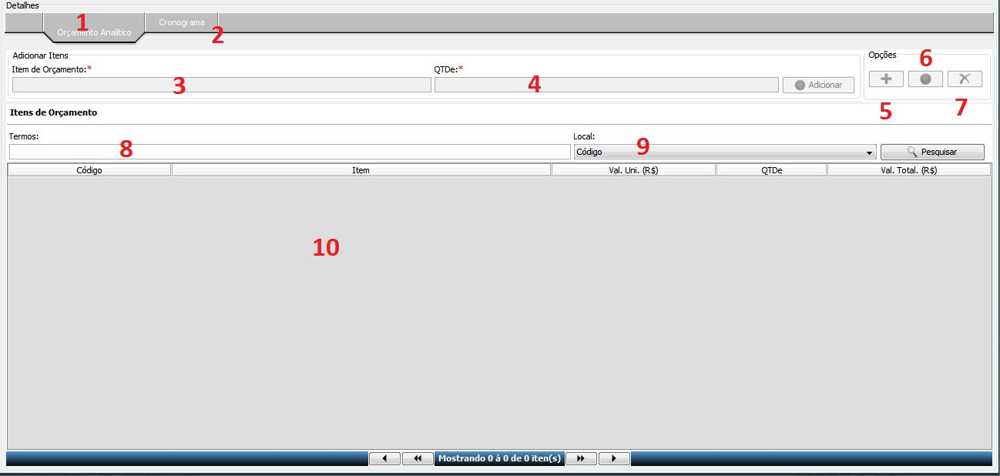 Detalhes
1
Orçamento Analítico
Cronograma
2
Adicionar Itens
Item de Orçamento:*
3
QTDe:*
4
Adicionar
Opções
6
5
7
Itens de Orçamento
Termos:
8
Local:
Código
9
Pesquisar
Código Item Val. Uni. (R$) QTDe Val. Total. (R$)
10
Mostrando 0 à 0 de 0 iten(s)